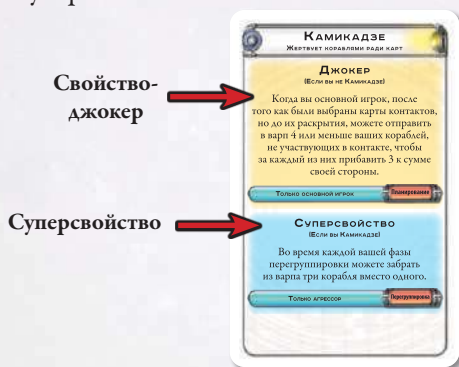 Камикадзе
Жертвует кораблями ради карт
Джокер
(Если вы не Камикадзе)
Свойство-
джокер
Когда вы основной игрок, после
того как были выбраны карты контактов,
но до их раскрытия, можете отправить
в варп 4 или меньше ваших кораблей,
не участвующих в контакте, чтобы
за каждый из них прибавить 3 к сумме
своей стороны.
Только основной игрок
Планирование
Суперсвойство
Суперсвойство
(Если вы Камикадзе)
Во время каждой вашей фазы
перегруппировки можете забрать
из варпа три корабля вместо одного.
Только агрессор
Перегруппировка